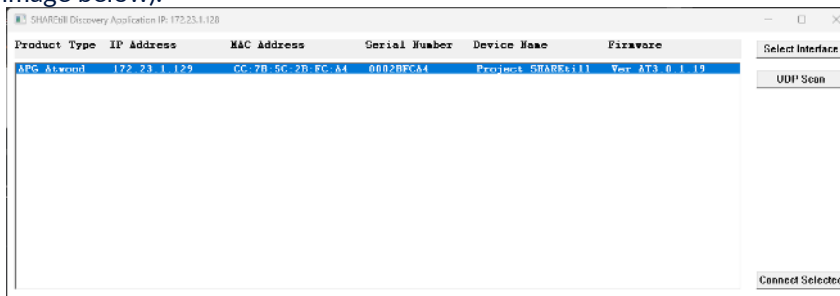 image below).
SHAREtill Discovery Application IP: 172.23.1.128
Product Type IP Address MAC Address Serial Number Device Name Firmware
Select Interface
APG Atwood 172.23.1.129 CC-7B-5C-2B-FC-A4 0002BFCA4 Project SHAREtill Ver AT3 0.1.19
UDP Scan
Connect Selected